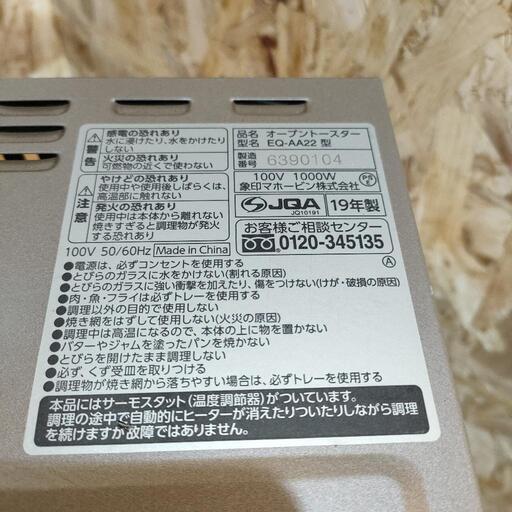 警告
感電の恐れあり
水に浸けたり、水をかけたりしない
火災の恐れあり
可燃物の近くで使わない
注意
やけどの恐れあり
使用中や使用後しばらくは、高温部に触れない
発火の恐れあり
使用中は本体から離れない
焼きすぎると調理物が発火する恐れあり
100V 50/60Hz Made in China
品名 オーブントースター
型名 EQ-AA22 型
製造番号 6390104
100V 1000W
象印マホービン株式会社
PSE
JQA
JQ10191
19年製
お客様ご相談センター
0120-345135
●電源は、必ずコンセントを使用する
Ⓐ
●とびらのガラスに水をかけない(割れる原因)
●とびらのガラスに強い衝撃を加えたり、傷をつけない(けが・破損の原因)
●肉・魚・フライは必ずトレーを使用する
●調理以外の目的で使用しない
●焼き網をはずして使用しない(火災の原因)
●調理中は高温になるので、本体の上に物を置かない
●バターやジャムを塗ったパンを焼かない
●とびらを開けたまま調理しない
●必ず、くず受皿を取りつける
●調理物が焼き網から落ちやすい場合は、必ずトレーを使用する
本品にはサーモスタット(温度調節器)がついています。
調理の途中で自動的にヒーターが消えたりついたりしながら調理
を続けますが故障ではありません。